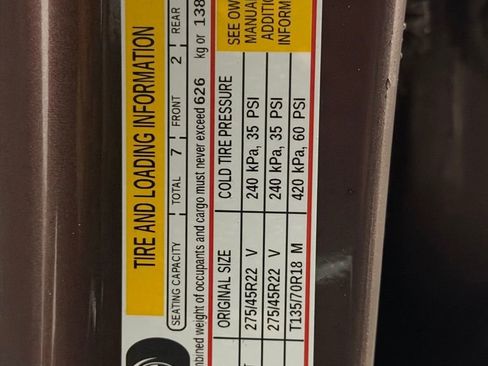 TIRE AND LOADING INFORMATION
SEATING CAPACITY TOTAL 7 FRONT 2 REAR
mbined weight of occupants and cargo must never exceed 626 kg or 138
ORIGINAL SIZE COLD TIRE PRESSURE SEE OW
MANUA
ADDITIO
INFORM
275/45R22 V 240 kPa, 35 PSI
275/45R22 V 240 kPa, 35 PSI
T135/70R18 M 420 kPa, 60 PSI